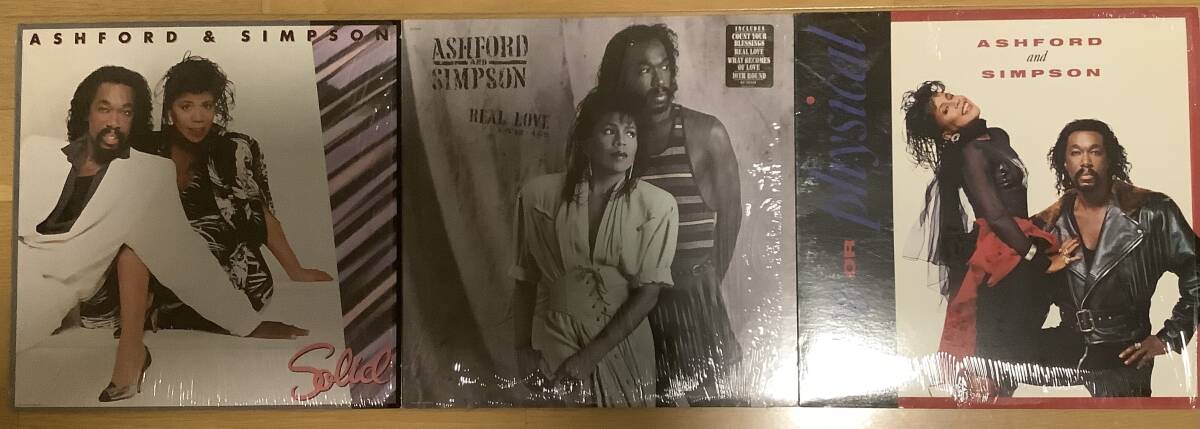 ASHFORD & SIMPSON
Solid
ASHFORD
AND
SIMPSON
REAL LOVE
INCLUDES
COUNT YOUR
BLESSINGS
REAL LOVE
WHAT BECOMES
OF LOVE
10TH ROUND
OR physical
ASHFORD
and
SIMPSON